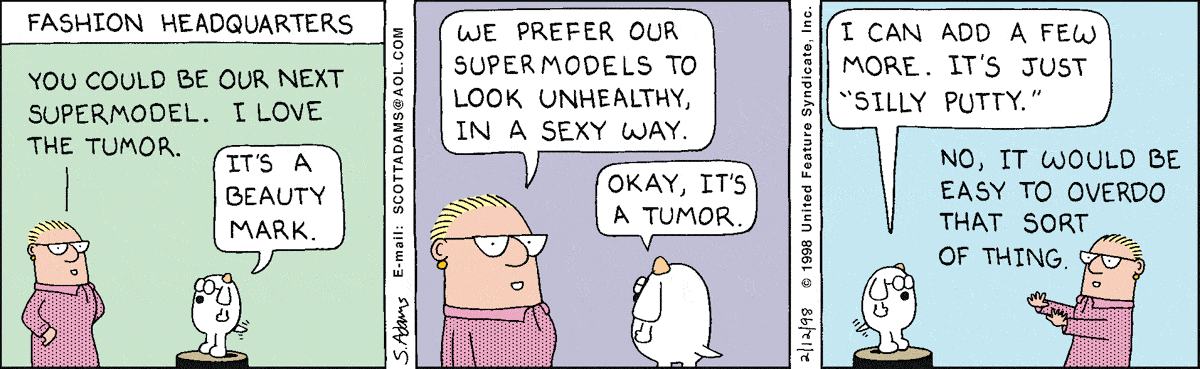 FASHION HEADQUARTERS
YOU COULD BE OUR NEXT
SUPERMODEL. I LOVE
THE TUMOR.
IT'S A
BEAUTY
MARK.
S.Adams
E-mail: SCOTTADAMS@AOL.COM
WE PREFER OUR
SUPERMODELS TO
LOOK UNHEALTHY,
IN A SEXY WAY.
OKAY, IT'S
A TUMOR.
2/12/98
© 1998 United Feature Syndicate, Inc.
I CAN ADD A FEW
MORE. IT'S JUST
"SILLY PUTTY."
NO, IT WOULD BE
EASY TO OVERDO
THAT SORT
OF THING.